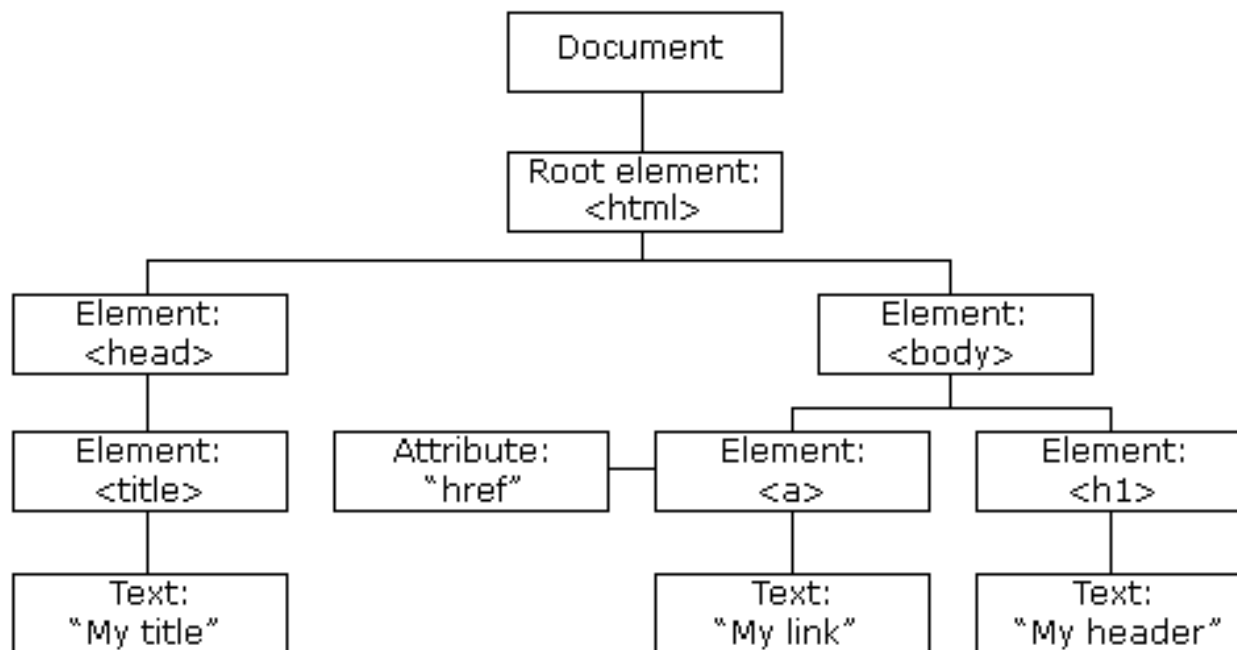 Document
Root element:
<html>
Element:
<head>
Element:
<body>
Element:
<title>
Attribute:
“href”
Element:
<a>
Element:
<h1>
Text:
“My title”
Text:
“My link”
Text:
“My header”